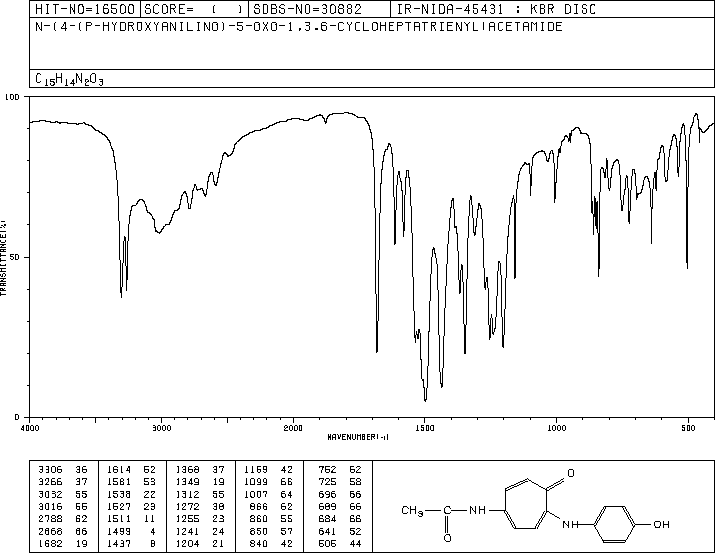 HIT-NO=16500 SCORE= ( ) SDBS-NO=30882 IR-NIDA-45431 : KBR DISC
N-(4-(P-HYDROXYANILINO)-5-OXO-1,3,6-CYCLOHEPTATRIENYL)ACETAMIDE
C15H14N2O3
100
50
0
TRANSMITTANCE(%)
4000 3000 2000 1500 1000 500
WAVENUMBER(-1)
3306 36 1614 52 1368 37 1159 42 752 62
3266 37 1581 53 1349 19 1099 66 725 58
3032 55 1538 22 1312 55 1007 64 696 66
3016 55 1527 23 1272 38 866 62 689 66
2788 62 1511 11 1255 23 860 55 684 66
2668 66 1499 4 1241 24 850 57 641 52
1682 19 1437 8 1204 21 840 42 505 44
O
CH3 C NH
O
NH OH